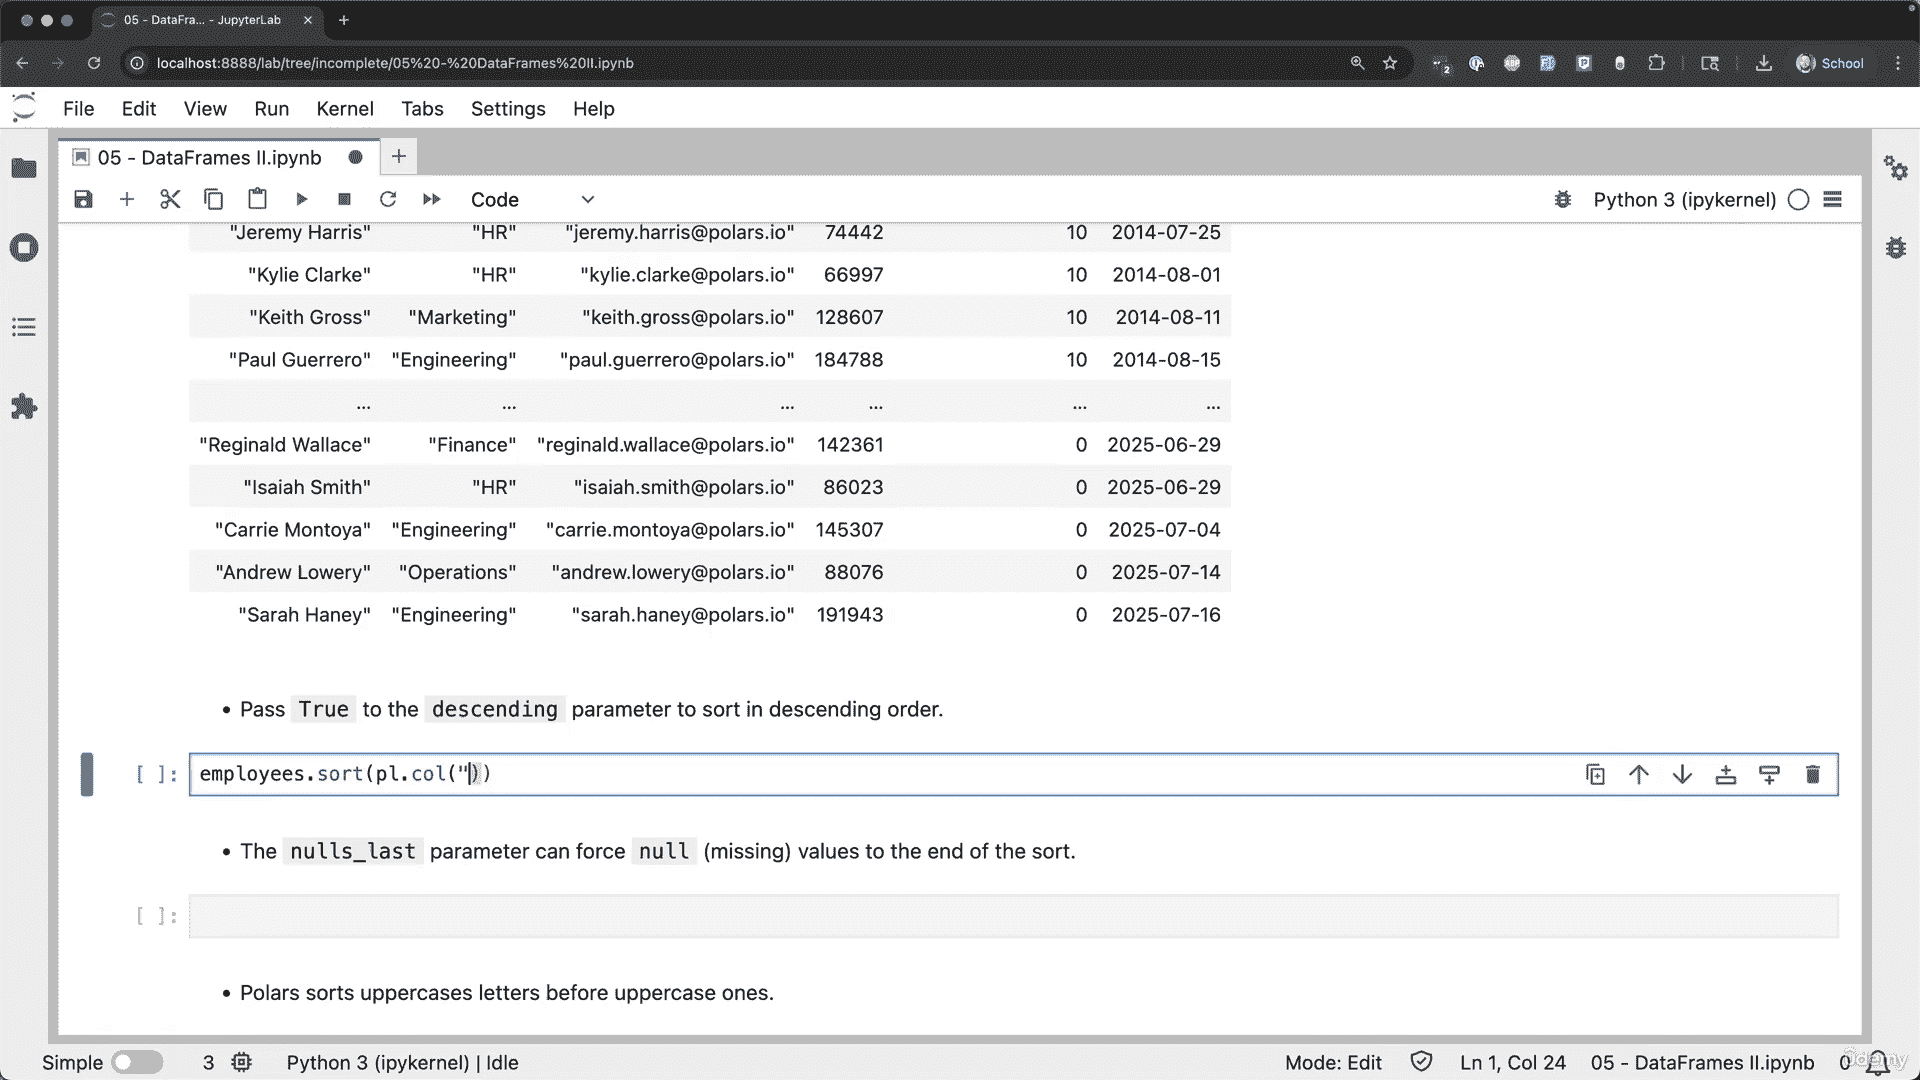 05 - DataFra... - JupyterLab
localhost:8888/lab/tree/incomplete/05%20-%20DataFrames%20II.ipynb
2
School
File Edit View Run Kernel Tabs Settings Help
05 - DataFrames II.ipynb
Code
Python 3 (ipykernel)
"Jeremy Harris" "HR" "jeremy.harris@polars.io" 74442 10 2014-07-25
"Kylie Clarke" "HR" "kylie.clarke@polars.io" 66997 10 2014-08-01
"Keith Gross" "Marketing" "keith.gross@polars.io" 128607 10 2014-08-11
"Paul Guerrero" "Engineering" "paul.guerrero@polars.io" 184788 10 2014-08-15
... ... ... ... ... ...
"Reginald Wallace" "Finance" "reginald.wallace@polars.io" 142361 0 2025-06-29
"Isaiah Smith" "HR" "isaiah.smith@polars.io" 86023 0 2025-06-29
"Carrie Montoya" "Engineering" "carrie.montoya@polars.io" 145307 0 2025-07-04
"Andrew Lowery" "Operations" "andrew.lowery@polars.io" 88076 0 2025-07-14
"Sarah Haney" "Engineering" "sarah.haney@polars.io" 191943 0 2025-07-16
• Pass True to the descending parameter to sort in descending order.
[ ]: employees.sort(pl.col("))
• The nulls_last parameter can force null (missing) values to the end of the sort.
[ ]:
• Polars sorts uppercases letters before uppercase ones.
Simple 3 Python 3 (ipykernel) | Idle Mode: Edit Ln 1, Col 24 05 - DataFrames II.ipynb 0
udemy